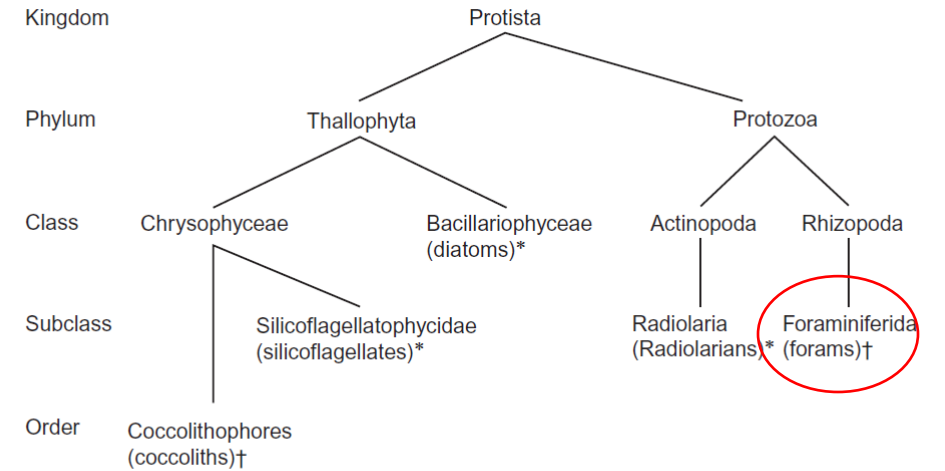 Kingdom Protista
Phylum Thallophyta Protozoa
Class Chrysophyceae Bacillariophyceae Actinopoda Rhizopoda
(diatoms)*
Subclass Silicoflagellatophycidae Radiolaria Foraminiferida
(silicoflagellates)* (Radiolarians)* (forams)†
Order Coccolithophores
(coccoliths)†